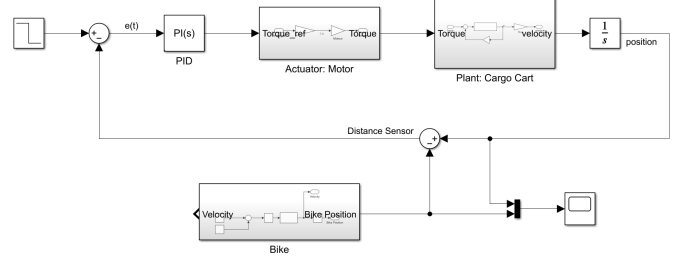 e(t)
PI(s)
PID
Torque_ref
Torque
Actuator: Motor
Torque
velocity
Plant: Cargo Cart
1
s
position
Distance Sensor
Velocity
Bike Position
Bike